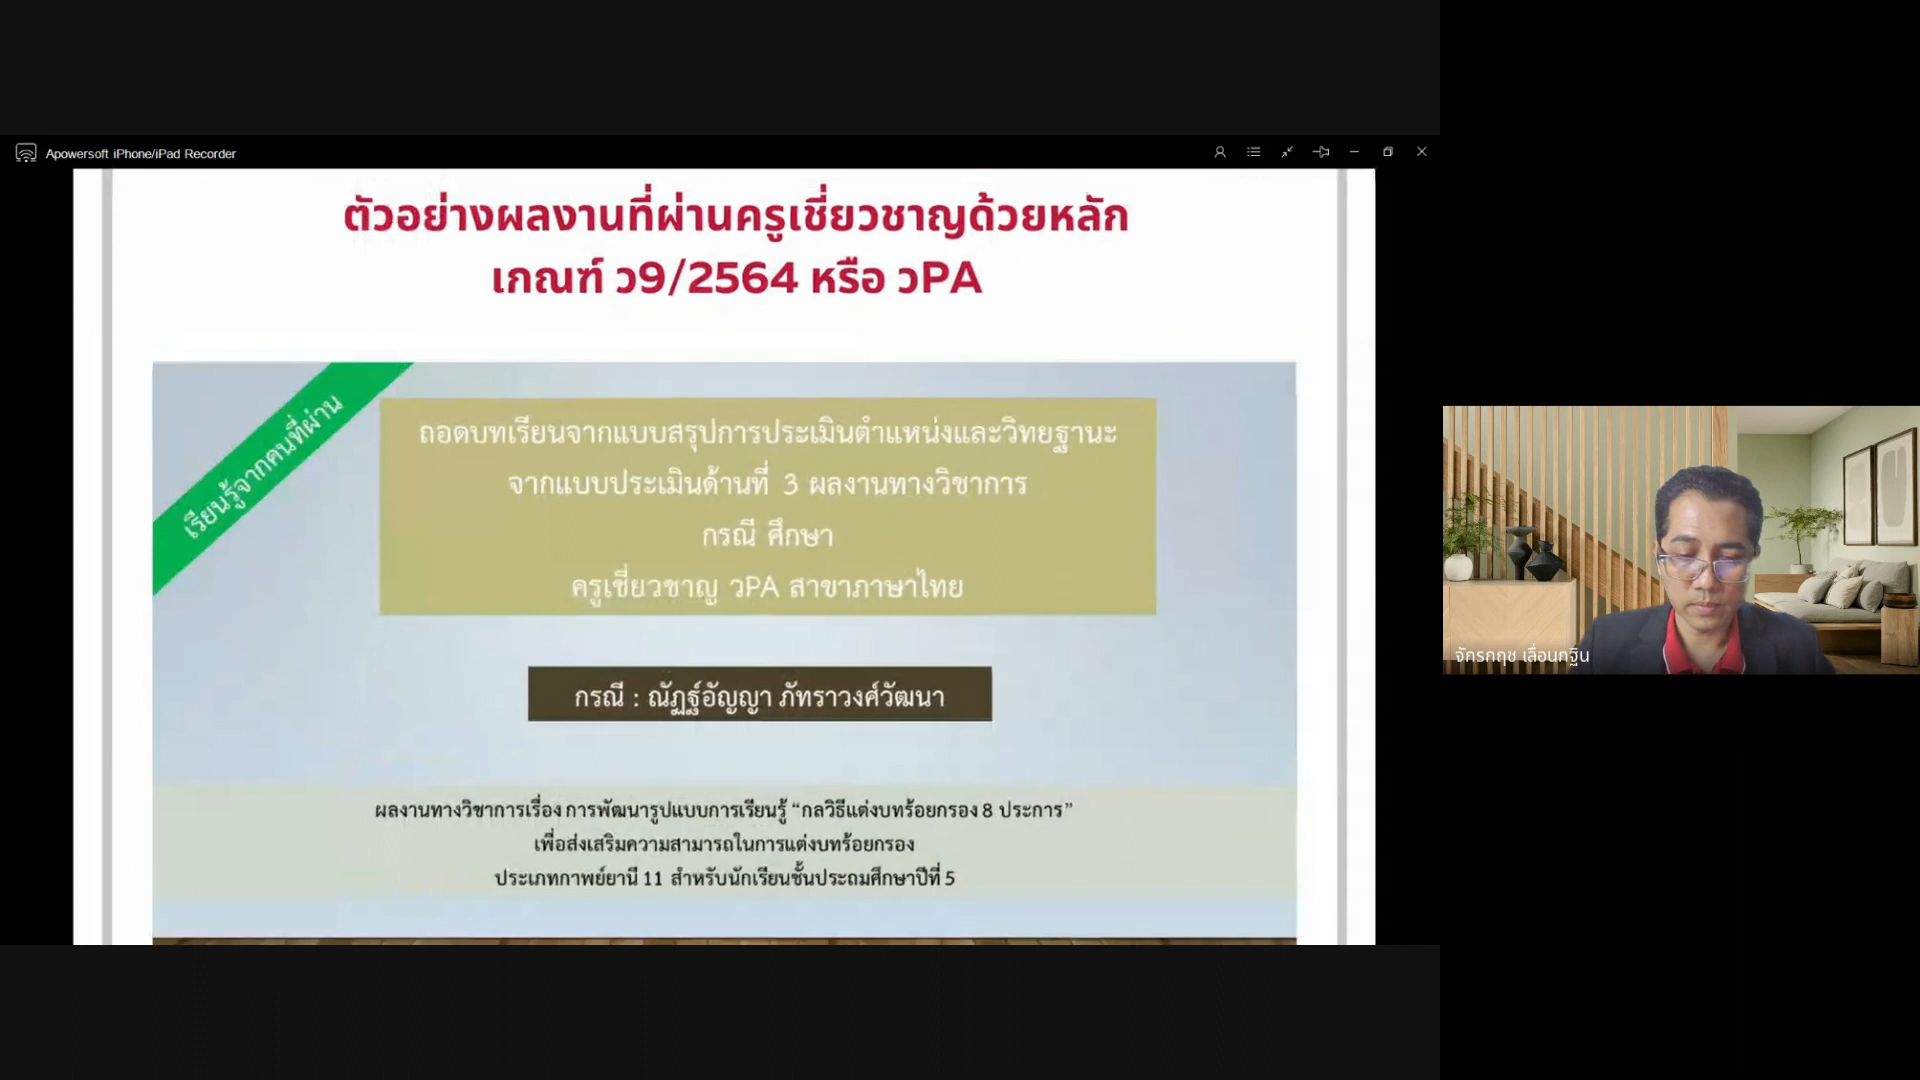 Apowersoft iPhone/iPad Recorder
ตัวอย่างผลงานที่ผ่านครูเชี่ยวชาญด้วยหลัก
เกณฑ์ ว9/2564 หรือ วPA
เรียนรู้จากคนที่ผ่าน
ถอดบทเรียนจากแบบสรุปการประเมินตำแหน่งและวิทยฐานะ
จากแบบประเมินด้านที่ 3 ผลงานทางวิชาการ
กรณี ศึกษา
ครูเชี่ยวชาญ วPA สาขาภาษาไทย
กรณี : ณัฏฐ์อัญญา ภัทราวงศ์วัฒนา
ผลงานทางวิชาการเรื่อง การพัฒนารูปแบบการเรียนรู้ “กลวิธีแต่งบทร้อยกรอง 8 ประการ”
เพื่อส่งเสริมความสามารถในการแต่งบทร้อยกรอง
ประเภทกาพย์ยานี 11 สำหรับนักเรียนชั้นประถมศึกษาปีที่ 5
จักรกฤช เลื่อนกฐิน